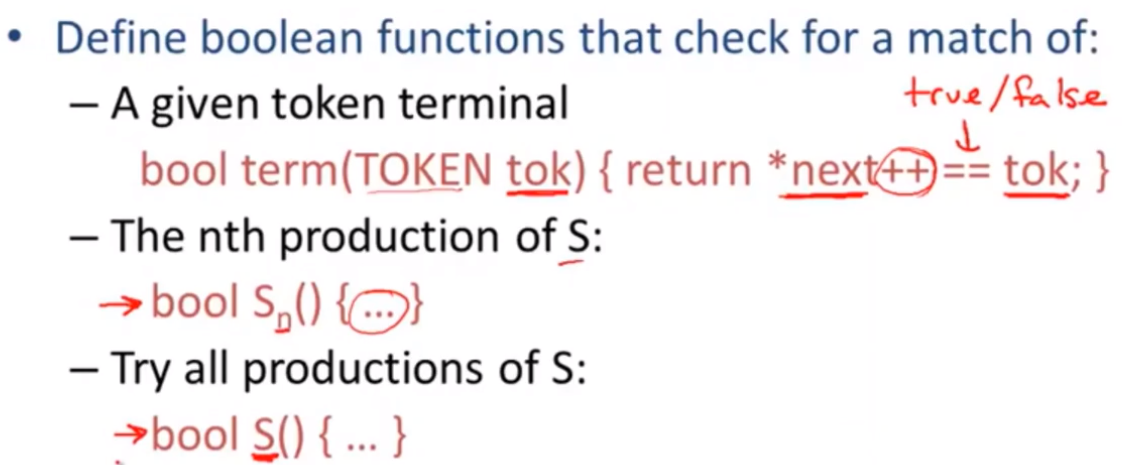 • Define boolean functions that check for a match of:
– A given token terminal
true/false
bool term(TOKEN tok) { return *next++ == tok; }
– The nth production of S:
→ bool Sₙ() { ... }
– Try all productions of S:
→ bool S() { ... }